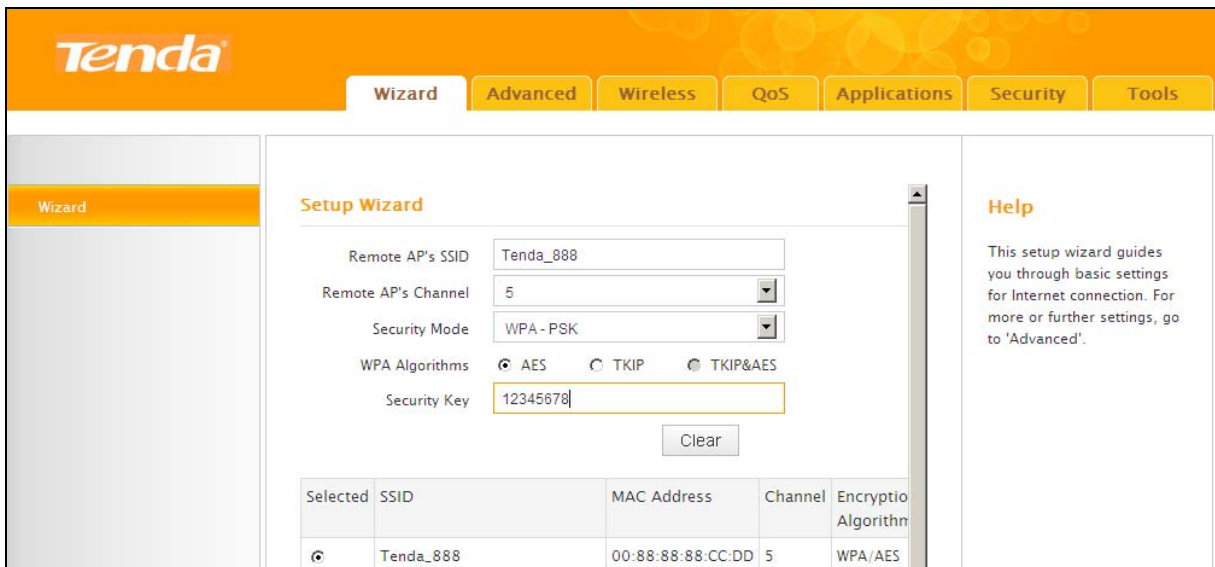 Tenda®
Wizard Advanced Wireless QoS Applications Security Tools
Wizard
Setup Wizard
Remote AP's SSID Tenda_888
Remote AP's Channel 5
Security Mode WPA-PSK
WPA Algorithms AES TKIP TKIP&AES
Security Key 12345678
Clear
Selected SSID MAC Address Channel Encryptio
Algorithm
Tenda_888 00:88:88:88:CC:DD 5 WPA/AES
Help
This setup wizard guides
you through basic settings
for Internet connection. For
more or further settings, go
to 'Advanced'.